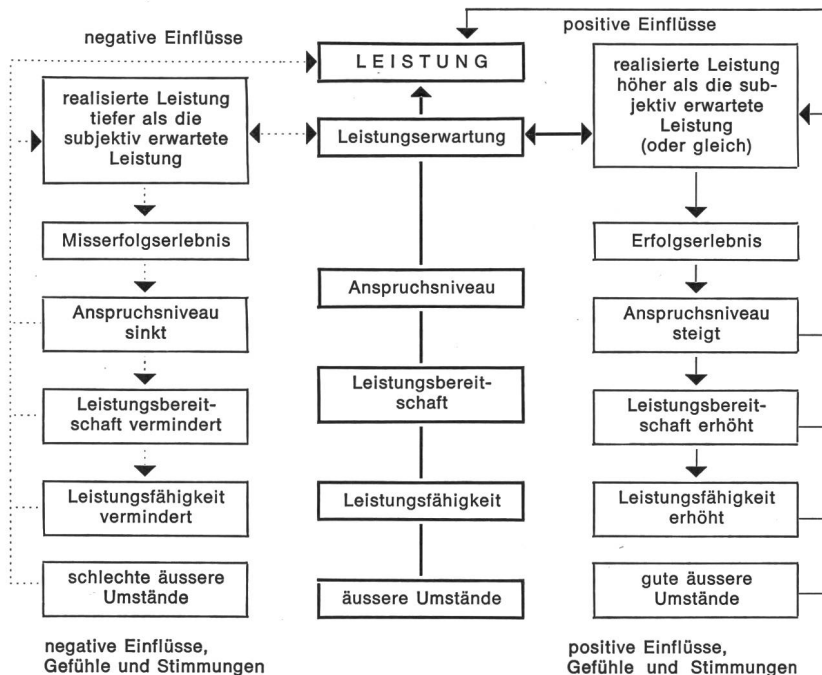 negative Einflüsse
realisierte Leistung
tiefer als die
subjektiv erwartete
Leistung
Misserfolgserlebnis
Anspruchsniveau
sinkt
Leistungsbereit-
schaft vermindert
Leistungsfähigkeit
vermindert
schlechte äussere
Umstände
negative Einflüsse,
Gefühle und Stimmungen
LEISTUNG
Leistungserwartung
Anspruchsniveau
Leistungsbereit-
schaft
Leistungsfähigkeit
äussere Umstände
positive Einflüsse
realisierte Leistung
höher als die sub-
jektiv erwartete
Leistung
(oder gleich)
Erfolgserlebnis
Anspruchsniveau
steigt
Leistungsbereit-
schaft erhöht
Leistungsfähigkeit
erhöht
gute äussere
Umstände
positive Einflüsse,
Gefühle und Stimmungen